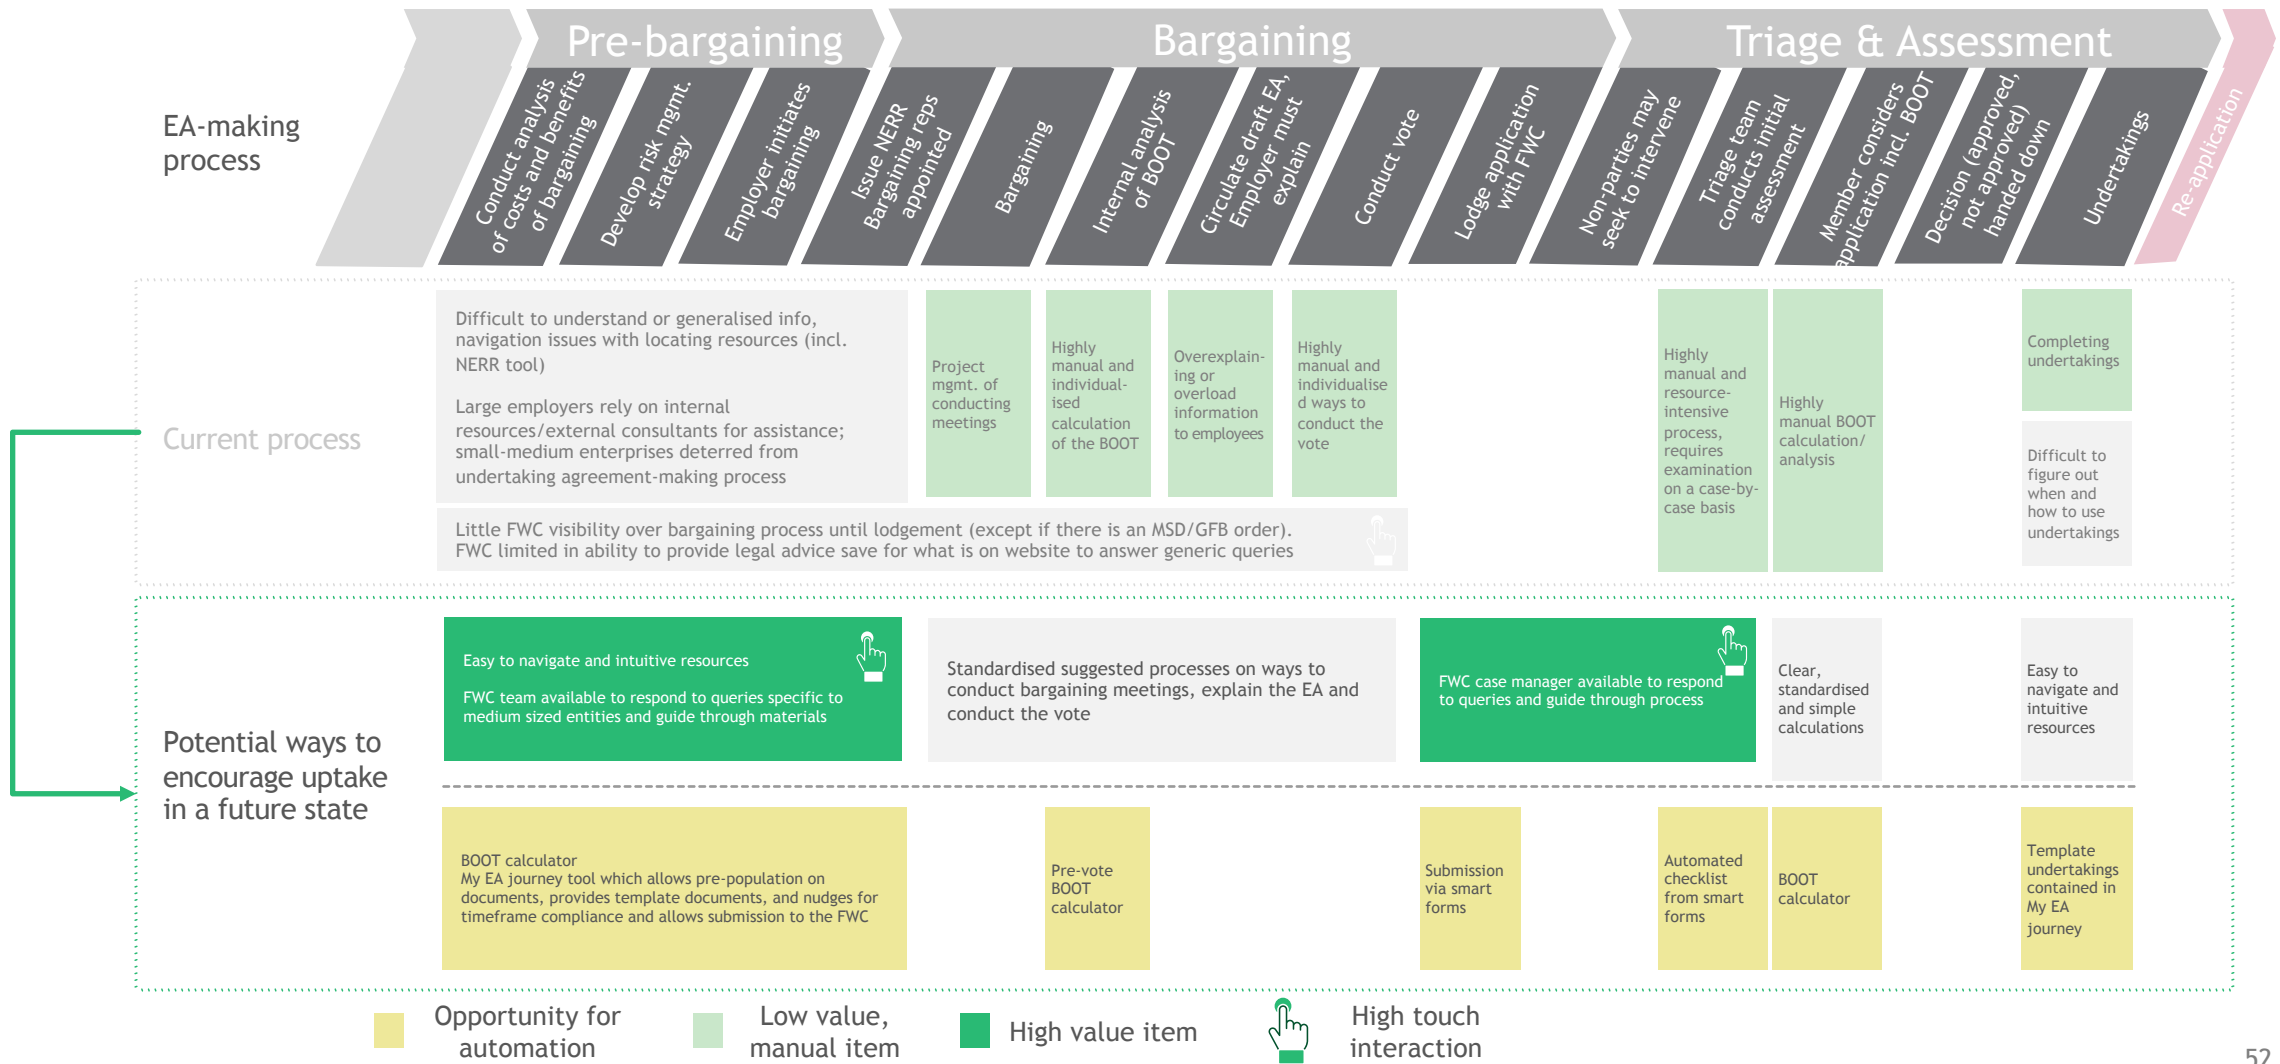 Pre-bargaining
Bargaining
Triage & Assessment
EA-making
process
Conduct analysis
of costs and benefits
of bargaining
Develop risk mgmt.
strategy
Employer initiates
bargaining
Issue NERR
Bargaining reps
appointed
Bargaining
Internal analysis
of BOOT
Circulate draft EA,
Employer must
explain
Conduct vote
Lodge application
with FWC
Non-parties may
seek to intervene
Triage team
conducts initial
assessment
Member considers
application incl. BOOT
Decision (approved,
not approved)
handed down
Undertakings
Re-application
Current process
Difficult to understand or generalised info,
navigation issues with locating resources (incl.
NERR tool)
Large employers rely on internal
resources/external consultants for assistance;
small-medium enterprises deterred from
undertaking agreement-making process
Project
mgmt. of
conducting
meetings
Highly
manual and
individual-
ised
calculation
of the BOOT
Overexplain-
ing or
overload
information
to employees
Highly
manual and
individualise
d ways to
conduct the
vote
Highly
manual and
resource-
intensive
process,
requires
examination
on a case-by-
case basis
Highly
manual BOOT
calculation/
analysis
Completing
undertakings
Difficult to
figure out
when and
how to use
undertakings
Little FWC visibility over bargaining process until lodgement (except if there is an MSD/GFB order).
FWC limited in ability to provide legal advice save for what is on website to answer generic queries
Potential ways to
encourage uptake
in a future state
Easy to navigate and intuitive resources
FWC team available to respond to queries specific to
medium sized entities and guide through materials
Standardised suggested processes on ways to
conduct bargaining meetings, explain the EA and
conduct the vote
FWC case manager available to respond
to queries and guide through process
Clear,
standardised
and simple
calculations
Easy to
navigate and
intuitive
resources
BOOT calculator
My EA journey tool which allows pre-population on
documents, provides template documents, and nudges for
timeframe compliance and allows submission to the FWC
Pre-vote
BOOT
calculator
Submission
via smart
forms
Automated
checklist
from smart
forms
BOOT
calculator
Template
undertakings
contained in
My EA
journey
Opportunity for
automation
Low value,
manual item
High value item
High touch
interaction
52